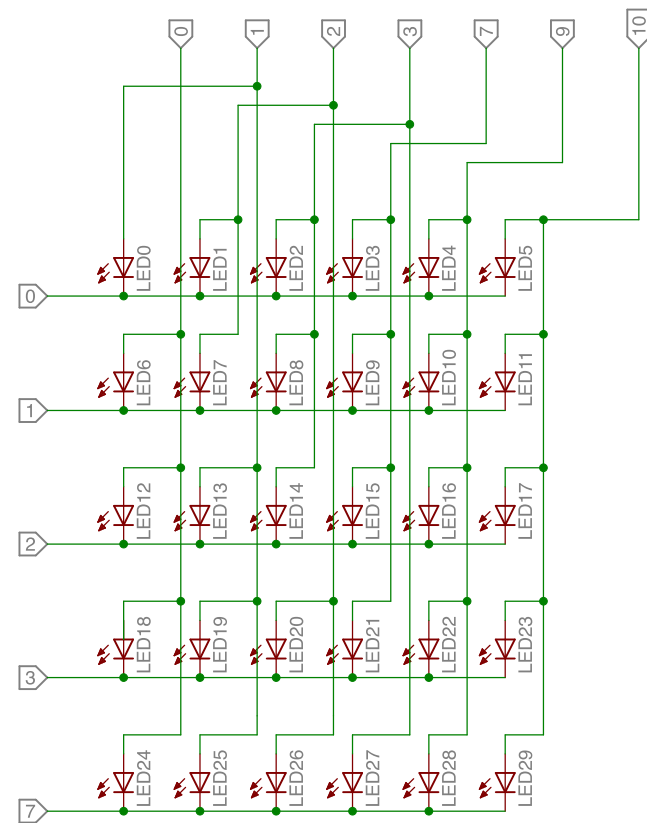 0 1 2 3 7 9 10
LED0 LED1 LED2 LED3 LED4 LED5
0
LED6 LED7 LED8 LED9 LED10 LED11
1
LED12 LED13 LED14 LED15 LED16 LED17
2
LED18 LED19 LED20 LED21 LED22 LED23
3
LED24 LED25 LED26 LED27 LED28 LED29
7